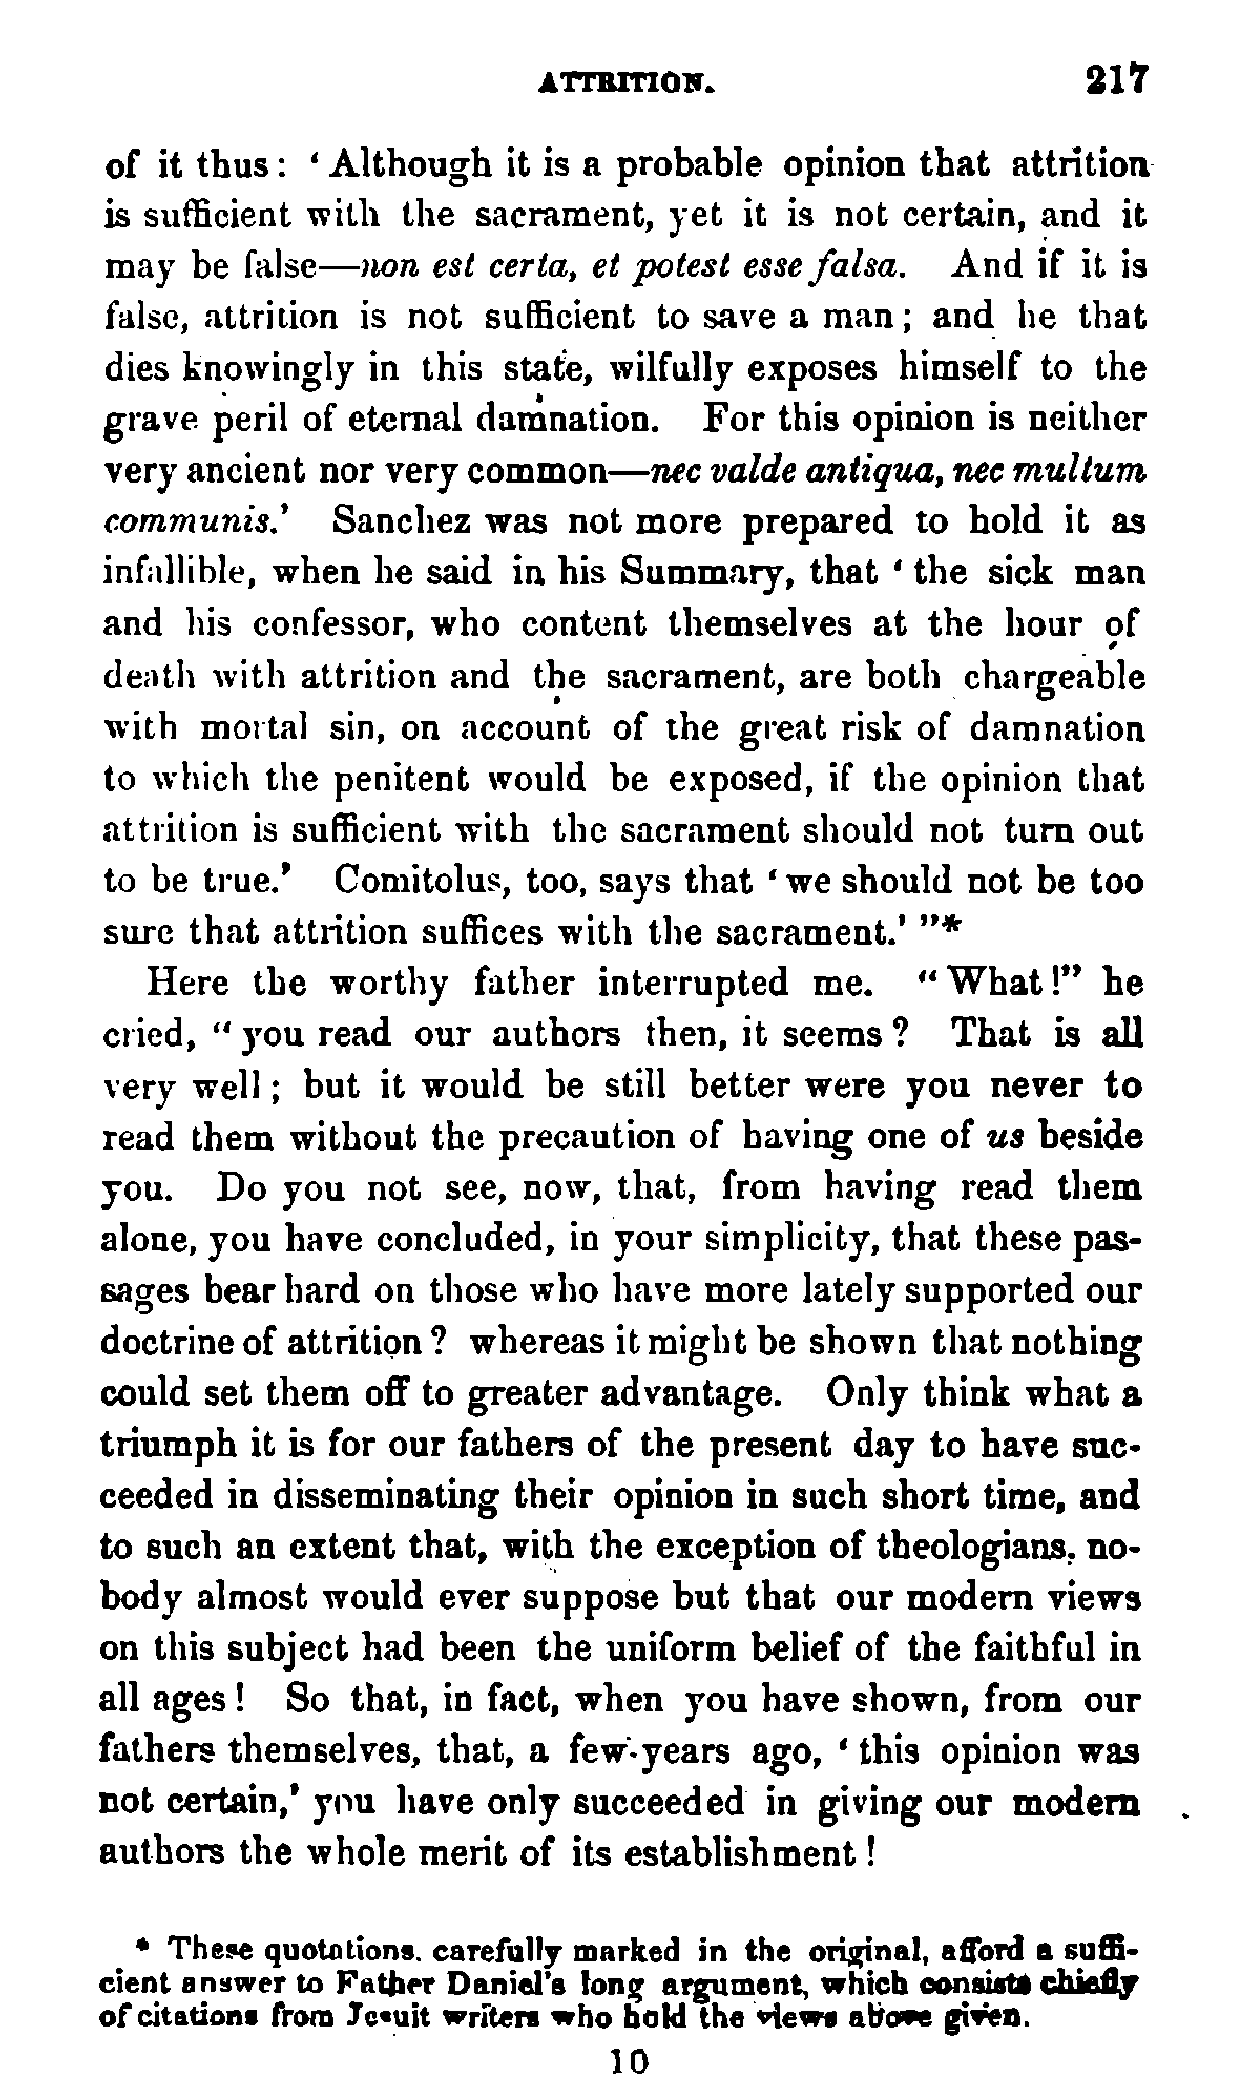 ATTRITION. 217
of it thus: ‘Although it is a probable opinion that attrition
is sufficient with the sacrament, yet it is not certain, and it
may be false—non est certa, et potest esse falsa. And if it is
false, attrition is not sufficient to save a man; and he that
dies knowingly in this state, wilfully exposes himself to the
grave peril of eternal damnation. For this opinion is neither
very ancient nor very common—nec valde antiqua, nec multum
communis.’ Sanchez was not more prepared to hold it as
infallible, when he said in his Summary, that ‘the sick man
and his confessor, who content themselves at the hour of
death with attrition and the sacrament, are both chargeable
with mortal sin, on account of the great risk of damnation
to which the penitent would be exposed, if the opinion that
attrition is sufficient with the sacrament should not turn out
to be true.’ Comitolus, too, says that ‘we should not be too
sure that attrition suffices with the sacrament.’ ”*
Here the worthy father interrupted me. “What!” he
cried, “you read our authors then, it seems? That is all
very well; but it would be still better were you never to
read them without the precaution of having one of us beside
you. Do you not see, now, that, from having read them
alone, you have concluded, in your simplicity, that these pas-
sages bear hard on those who have more lately supported our
doctrine of attrition? whereas it might be shown that nothing
could set them off to greater advantage. Only think what a
triumph it is for our fathers of the present day to have suc-
ceeded in disseminating their opinion in such short time, and
to such an extent that, with the exception of theologians, no-
body almost would ever suppose but that our modern views
on this subject had been the uniform belief of the faithful in
all ages! So that, in fact, when you have shown, from our
fathers themselves, that, a few years ago, ‘this opinion was
not certain,’ you have only succeeded in giving our modern
authors the whole merit of its establishment!
* These quotations, carefully marked in the original, afford a suffi-
cient answer to Father Daniel's long argument, which consists chiefly
of citations from Jesuit writers who hold the views above given.
10